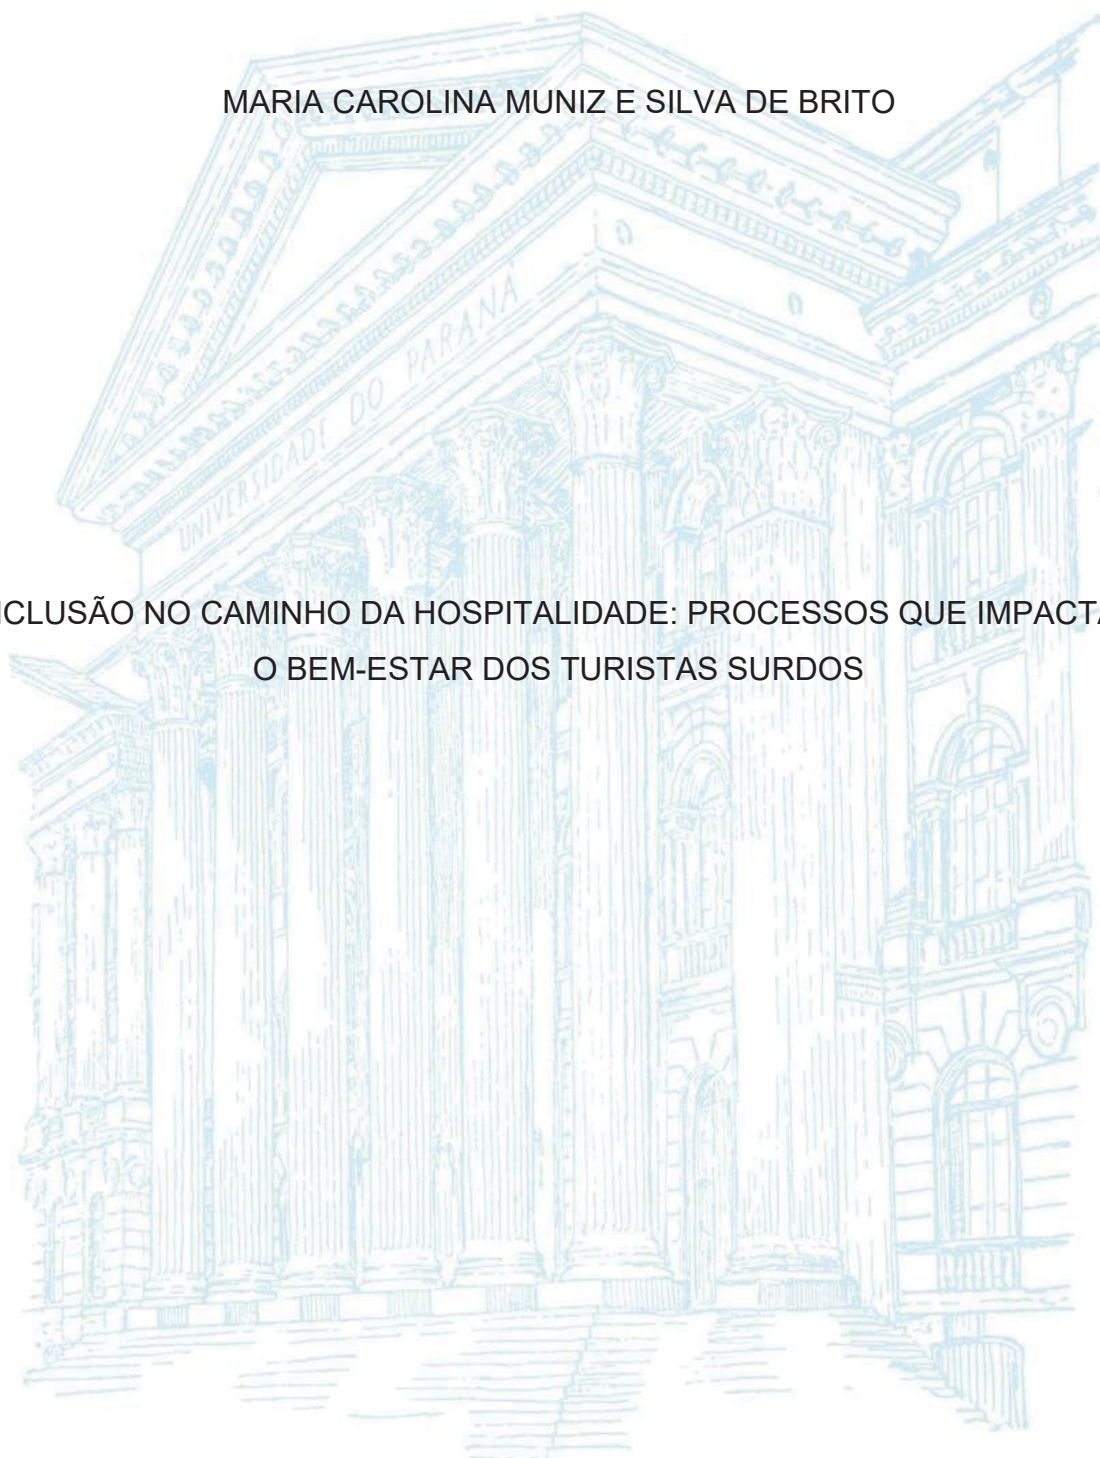 MARIA CAROLINA MUNIZ E SILVA DE BRITO
UNIVERSIDADE DO PARANÁ
NCLUSÃO NO CAMINHO DA HOSPITALIDADE: PROCESSOS QUE IMPACTA
O BEM-ESTAR DOS TURISTAS SURDOS